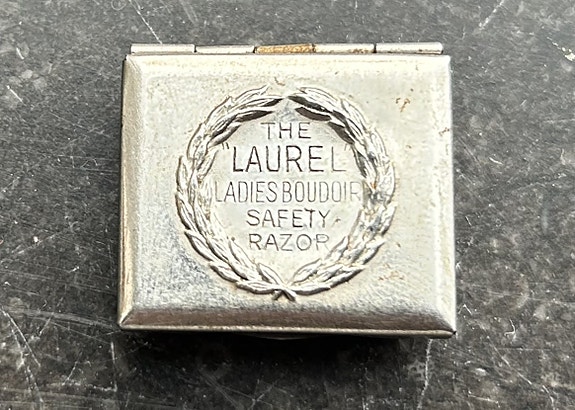 THE
"LAUREL"
LADIES BOUDOIR
SAFETY
RAZOR